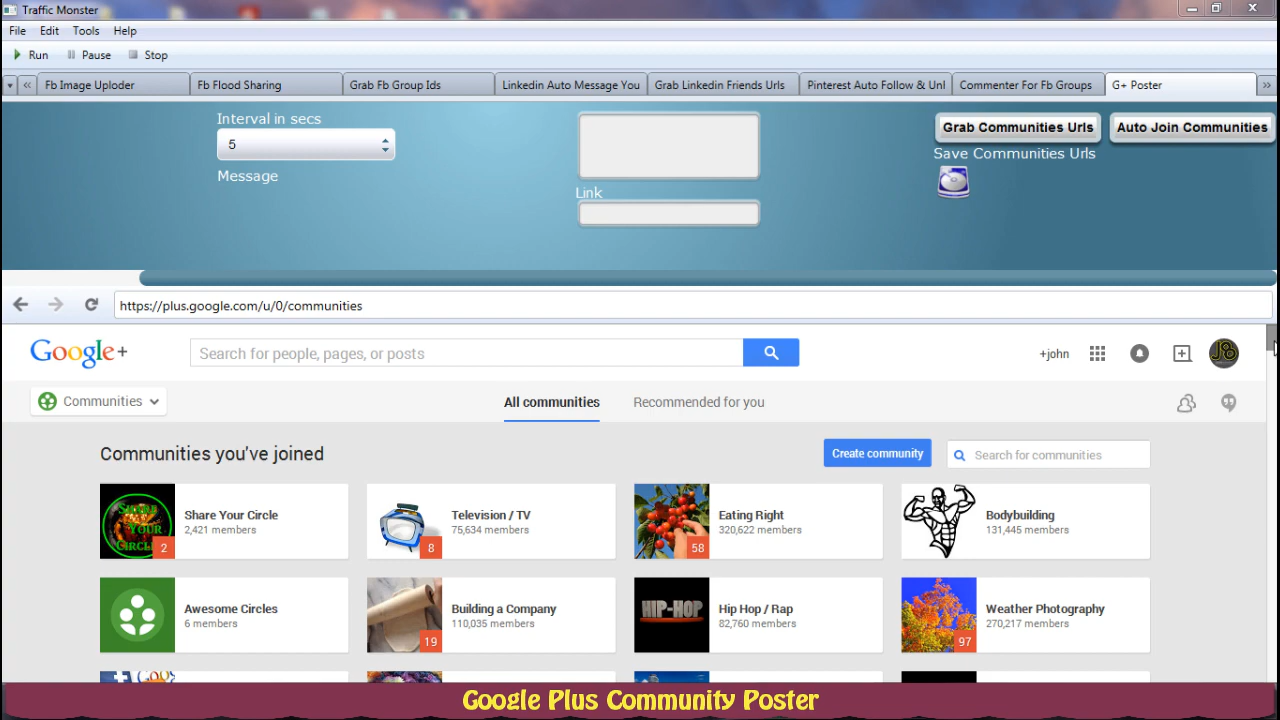 Traffic Monster
File Edit Tools Help
Run Pause Stop
Fb Image Uploder Fb Flood Sharing Grab Fb Group Ids Linkedin Auto Message You Grab Linkedin Friends Urls Pinterest Auto Follow & Unl Commenter For Fb Groups G+ Poster
Interval in secs
5
Message
Link
Grab Communities Urls Auto Join Communities
Save Communities Urls
https://plus.google.com/u/0/communities
Google+ Search for people, pages, or posts +john
Communities All communities Recommended for you
Communities you've joined Create community Search for communities
Share Your Circle Television / TV Eating Right Bodybuilding
2,421 members 75,634 members 320,622 members 131,445 members
SHARE YOUR CIRCLE
2 8 58
Awesome Circles Building a Company Hip Hop / Rap Weather Photography
6 members 110,035 members 82,760 members 270,217 members
HIP-HOP
19 97
Google Plus Community Poster